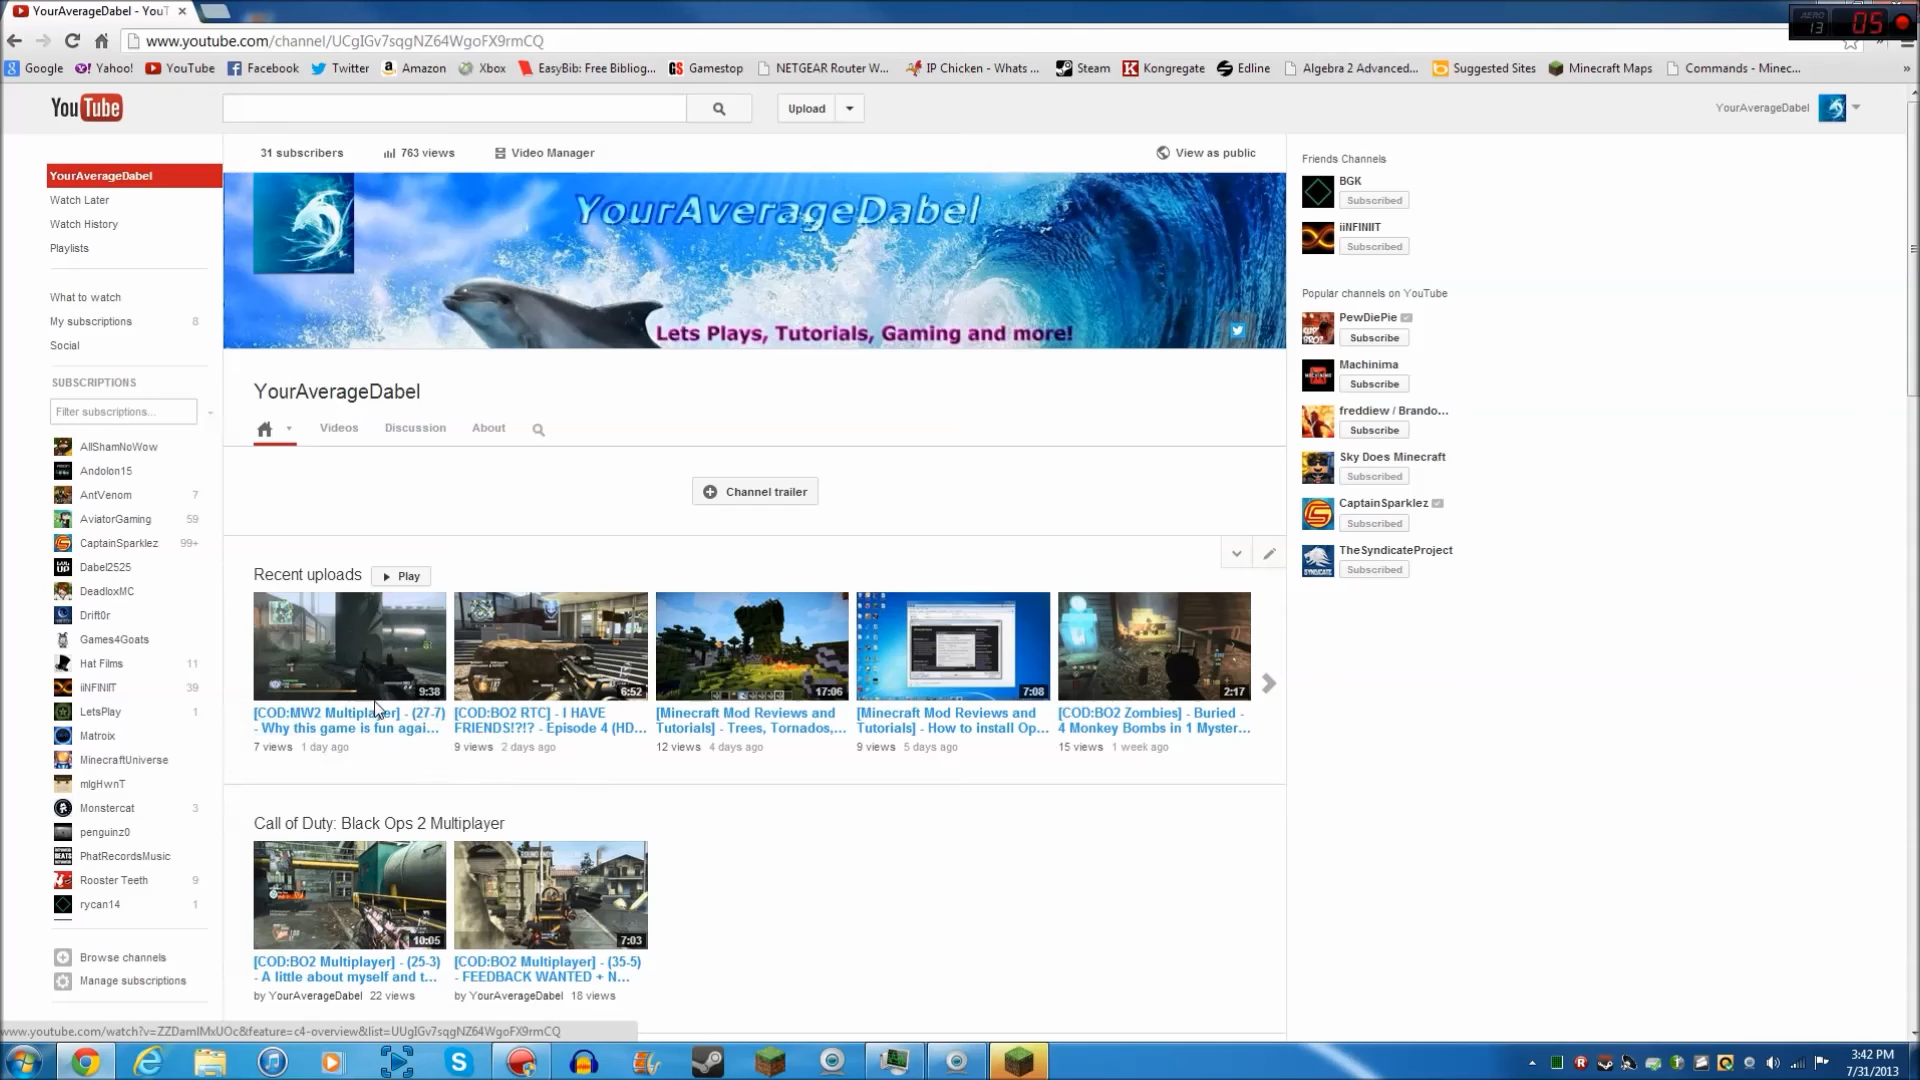 YourAverageDabel - YouT
AERO
13
05
www.youtube.com/channel/UCgIGv7sqgNZ64WgoFX9rmCQ
Google
Yahoo!
YouTube
Facebook
Twitter
Amazon
Xbox
EasyBib: Free Bibliog...
Gamestop
NETGEAR Router W...
IP Chicken - Whats ...
Steam
Kongregate
Edline
Algebra 2 Advanced...
Suggested Sites
Minecraft Maps
Commands - Minec...
»
YouTube
Upload
YourAverageDabel
YourAverageDabel
Watch Later
Watch History
Playlists
What to watch
My subscriptions 8
Social
SUBSCRIPTIONS
Filter subscriptions...
AllShamNoWow
Andolon15
AntVenom 7
AviatorGaming 59
CaptainSparklez 99+
Dabel2525
DeadloxMC
Drift0r
Games4Goats
Hat Films 11
iiNFINIIT 39
LetsPlay 1
Matroix
MinecraftUniverse
mlgHwnT
Monstercat 3
penguinz0
PhatRecordsMusic
Rooster Teeth 9
rycan14 1
Browse channels
Manage subscriptions
31 subscribers
763 views
Video Manager
View as public
YourAverageDabel
Lets Plays, Tutorials, Gaming and more!
YourAverageDabel
Videos
Discussion
About
Channel trailer
Recent uploads
Play
9:38
[COD:MW2 Multiplayer] - (27-7)
- Why this game is fun agai...
7 views 1 day ago
6:52
[COD:BO2 RTC] - I HAVE
FRIENDS!?!? - Episode 4 (HD...
9 views 2 days ago
17:06
[Minecraft Mod Reviews and
Tutorials] - Trees, Tornados,...
12 views 4 days ago
7:08
[Minecraft Mod Reviews and
Tutorials] - How to install Op...
9 views 5 days ago
2:17
[COD:BO2 Zombies] - Buried -
4 Monkey Bombs in 1 Myster...
15 views 1 week ago
Call of Duty: Black Ops 2 Multiplayer
10:05
[COD:BO2 Multiplayer] - (25-3)
- A little about myself and t...
by YourAverageDabel 22 views
7:03
[COD:BO2 Multiplayer] - (35-5)
- FEEDBACK WANTED + N...
by YourAverageDabel 18 views
Friends Channels
BGK
Subscribed
iiNFINIIT
Subscribed
Popular channels on YouTube
PewDiePie
Subscribe
Machinima
Subscribe
freddiew / Brando...
Subscribe
Sky Does Minecraft
Subscribed
CaptainSparklez
Subscribed
TheSyndicateProject
Subscribed
www.youtube.com/watch?v=ZZDamlMxUOc&feature=c4-overview&list=UUgIGv7sqgNZ64WgoFX9rmCQ
3:42 PM
7/31/2013